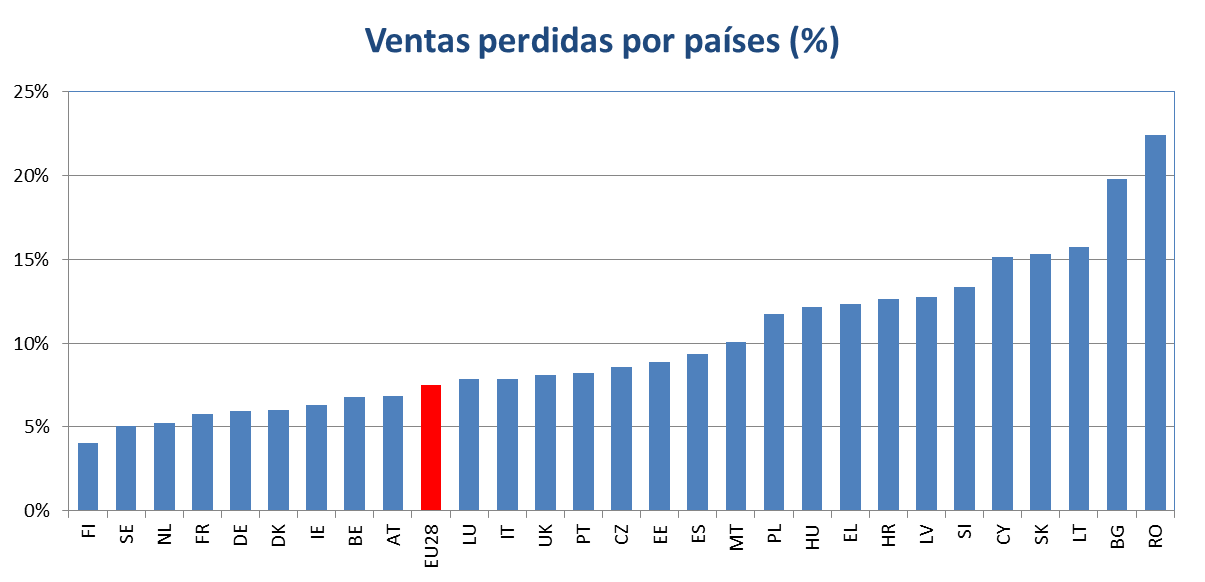 Ventas perdidas por países (%)
25%
20%
15%
10%
5%
0%
FI
SE
NL
FR
DE
DK
IE
BE
AT
EU28
LU
IT
UK
PT
CZ
EE
ES
MT
PL
HU
EL
HR
LV
SI
CY
SK
LT
BG
RO